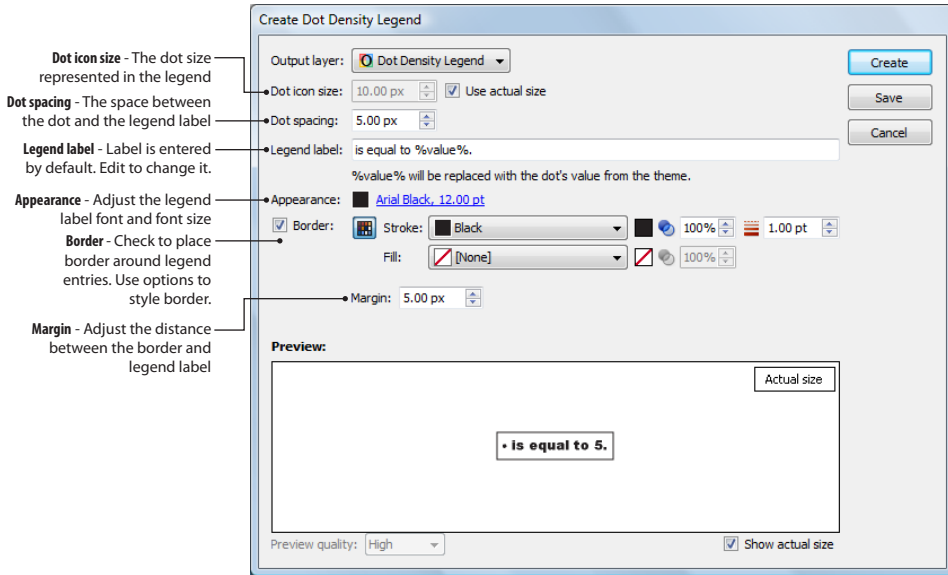 Create Dot Density Legend
Dot icon size - The dot size
represented in the legend
Dot spacing - The space between
the dot and the legend label
Legend label - Label is entered
by default. Edit to change it.
Appearance - Adjust the legend
label font and font size
Border - Check to place
border around legend
entries. Use options to
style border.
Margin - Adjust the distance
between the border and
legend label
Output layer: Dot Density Legend
Dot icon size: 10.00 px Use actual size
Dot spacing: 5.00 px
Legend label: is equal to %value%.
%value% will be replaced with the dot's value from the theme.
Appearance: Arial Black, 12.00 pt
Border: Stroke: Black 100% 1.00 pt
Fill: [None] 100%
Margin: 5.00 px
Create
Save
Cancel
Preview:
Actual size
• is equal to 5.
Preview quality: High Show actual size